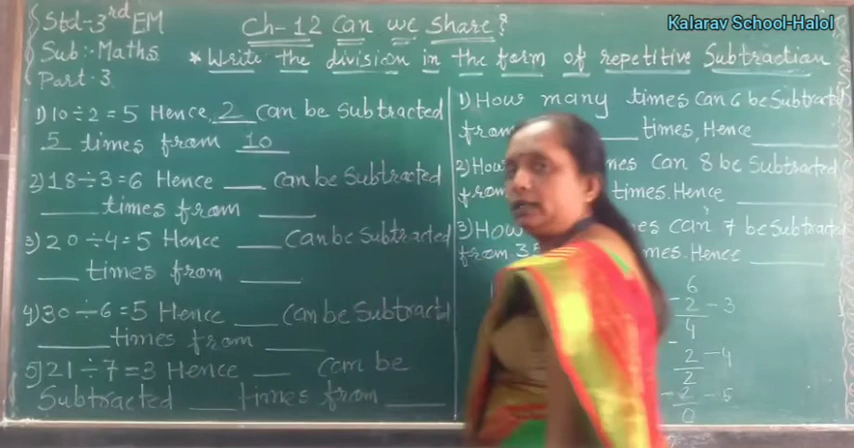 Std-3rd EM
Sub:- Maths
Part-3
Ch-12 Can we Share?
Kalarav School-Halol
* Write the division in the form of repetitive Subtraction
1) 10÷2=5 Hence, 2 can be Subtracted
5 times from 10
2) 18÷3=6 Hence ___ can be Subtracted
___ times from ___
3) 20÷4=5 Hence ___ Can be Subtracted
___ times from ___
4) 30÷6=5 Hence ___ Can be Subtractd
___ times from ___
5) 21÷7=3 Hence ___ can be
Subtracted ___ times from ___
1) How many times Can 6 be Subtracted
from ___ times, Hence ___
2) How can 8 be Subtracted
from times. Hence ___
3) How can 7 be Subtracted
from 35 Hence ___
6
- 2 - 3
4
- 2 - 4
2
- 2 - 5
0